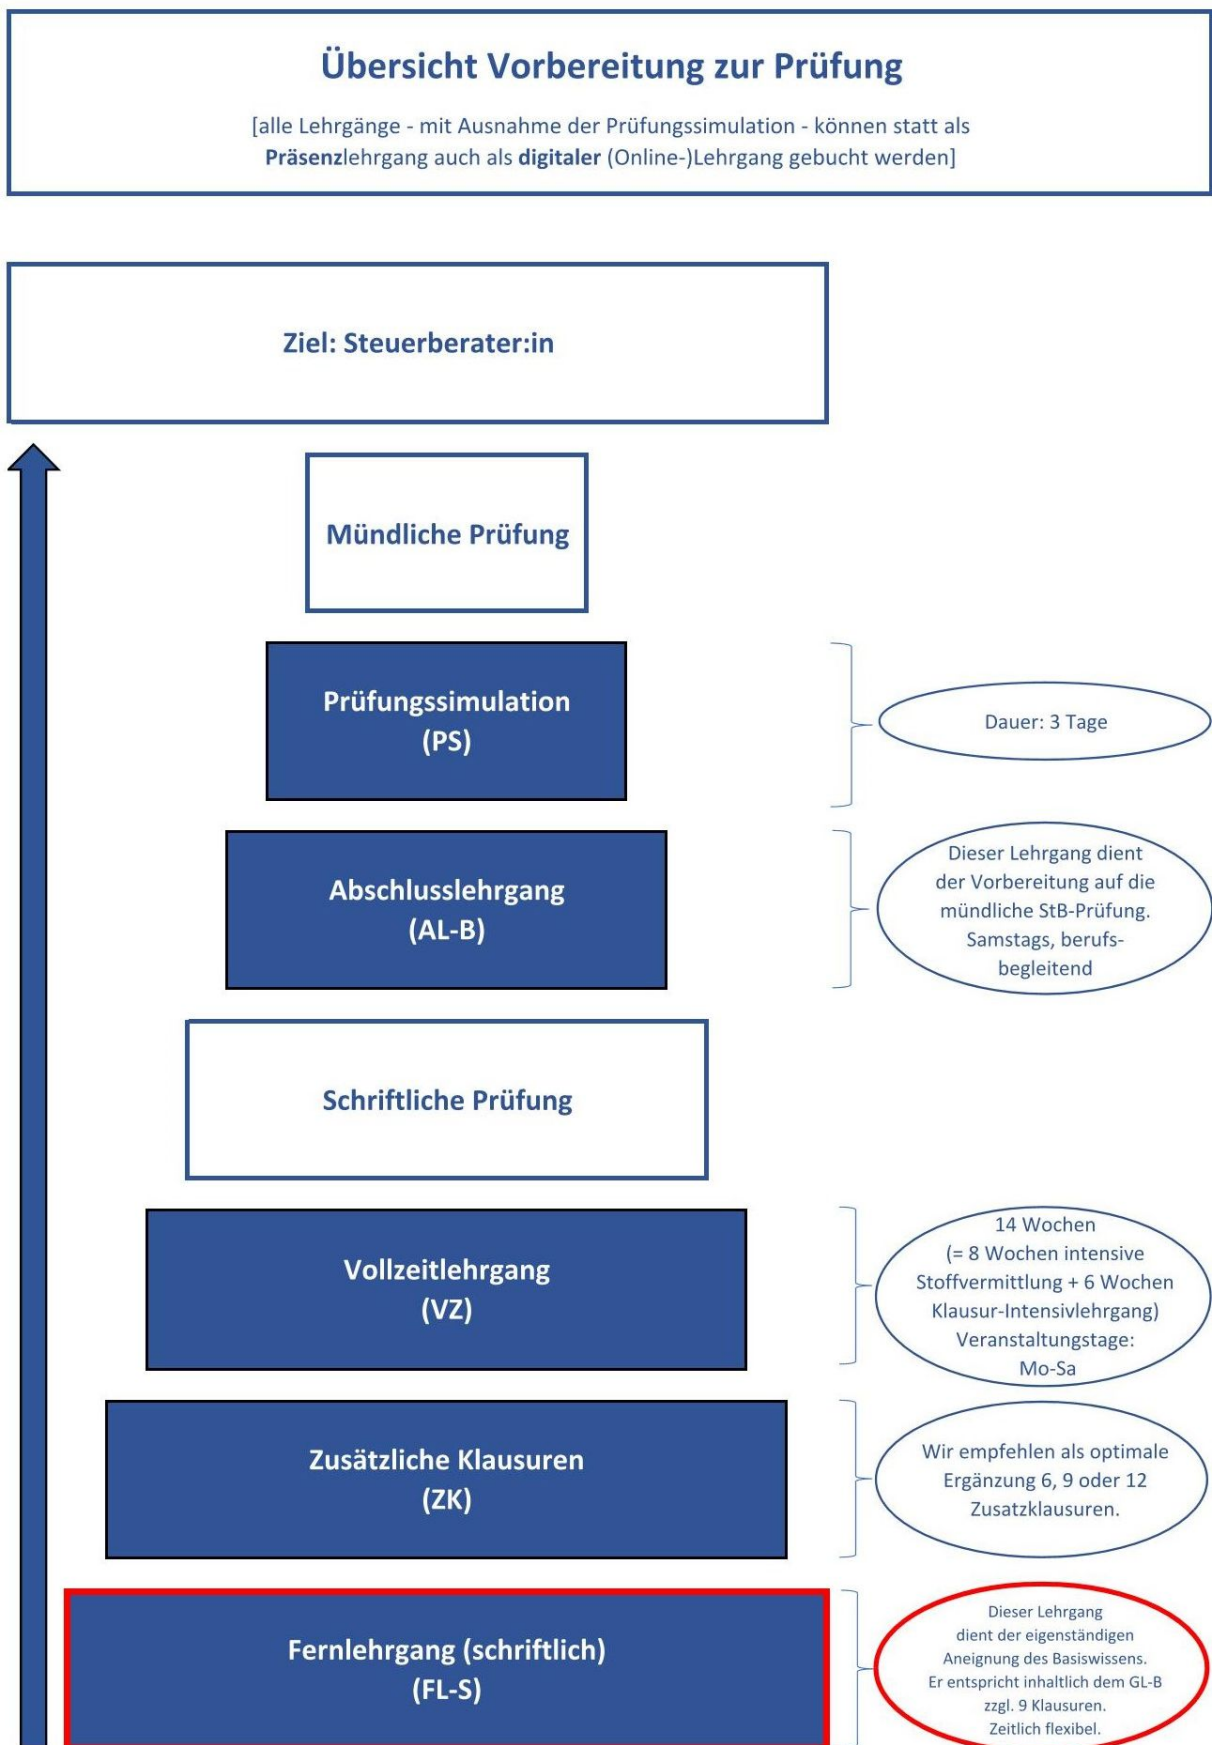 Übersicht Vorbereitung zur Prüfung
[alle Lehrgänge - mit Ausnahme der Prüfungssimulation - können statt als
Präsenzlehrgang auch als digitaler (Online-)Lehrgang gebucht werden]
Ziel: Steuerberater:in
Mündliche Prüfung
Prüfungssimulation
(PS)
Dauer: 3 Tage
Abschlusslehrgang
(AL-B)
Dieser Lehrgang dient
der Vorbereitung auf die
mündliche StB-Prüfung.
Samstags, berufs-
begleitend
Schriftliche Prüfung
Vollzeitlehrgang
(VZ)
14 Wochen
(= 8 Wochen intensive
Stoffvermittlung + 6 Wochen
Klausur-Intensivlehrgang)
Veranstaltungstage:
Mo-Sa
Zusätzliche Klausuren
(ZK)
Wir empfehlen als optimale
Ergänzung 6, 9 oder 12
Zusatzklausuren.
Fernlehrgang (schriftlich)
(FL-S)
Dieser Lehrgang
dient der eigenständigen
Aneignung des Basiswissens.
Er entspricht inhaltlich dem GL-B
zzgl. 9 Klausuren.
Zeitlich flexibel.